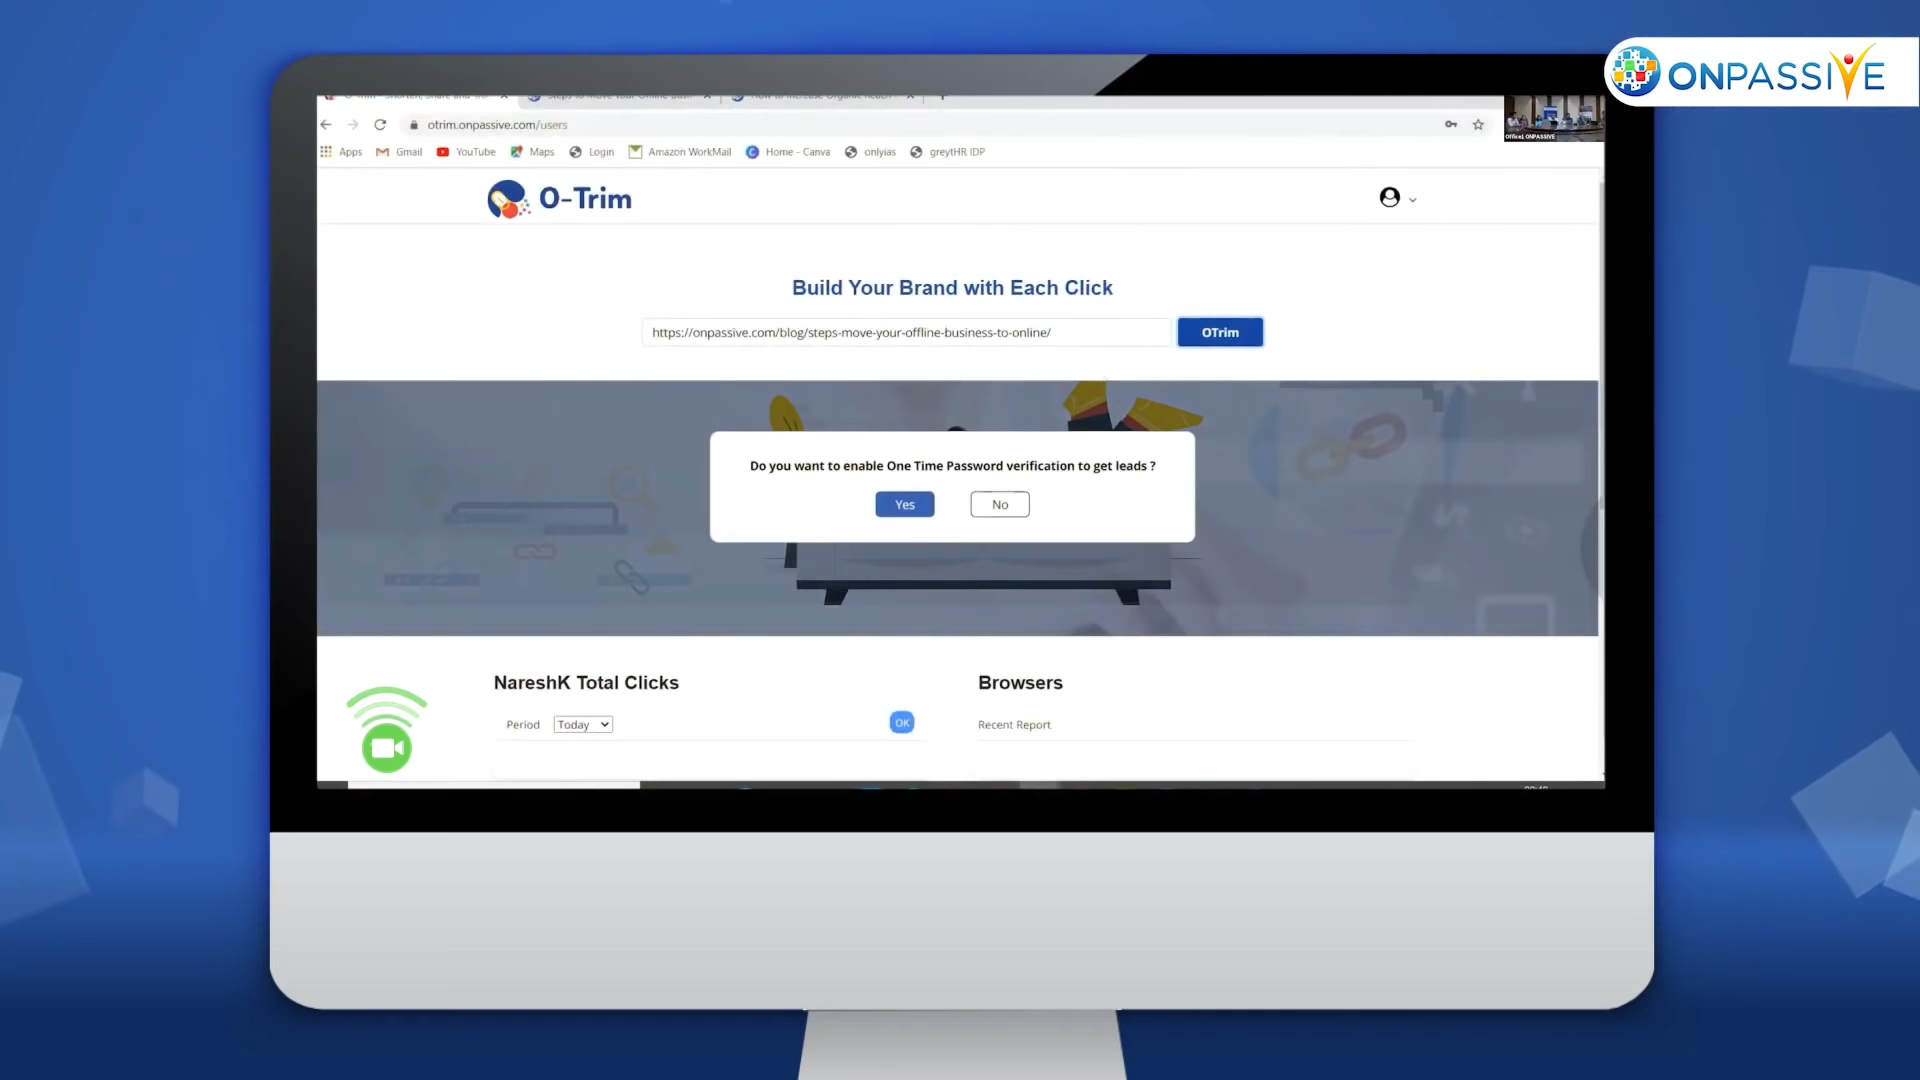 ONPASSIVE
otrim.onpassive.com/users
Office1 ONPASSIVE
Apps Gmail YouTube Maps Login Amazon WorkMail Home - Canva onlyias greytHR IDP
O-Trim
Build Your Brand with Each Click
https://onpassive.com/blog/steps-move-your-offline-business-to-online/ OTrim
Do you want to enable One Time Password verification to get leads ?
Yes No
NareshK Total Clicks
Period Today OK
Browsers
Recent Report